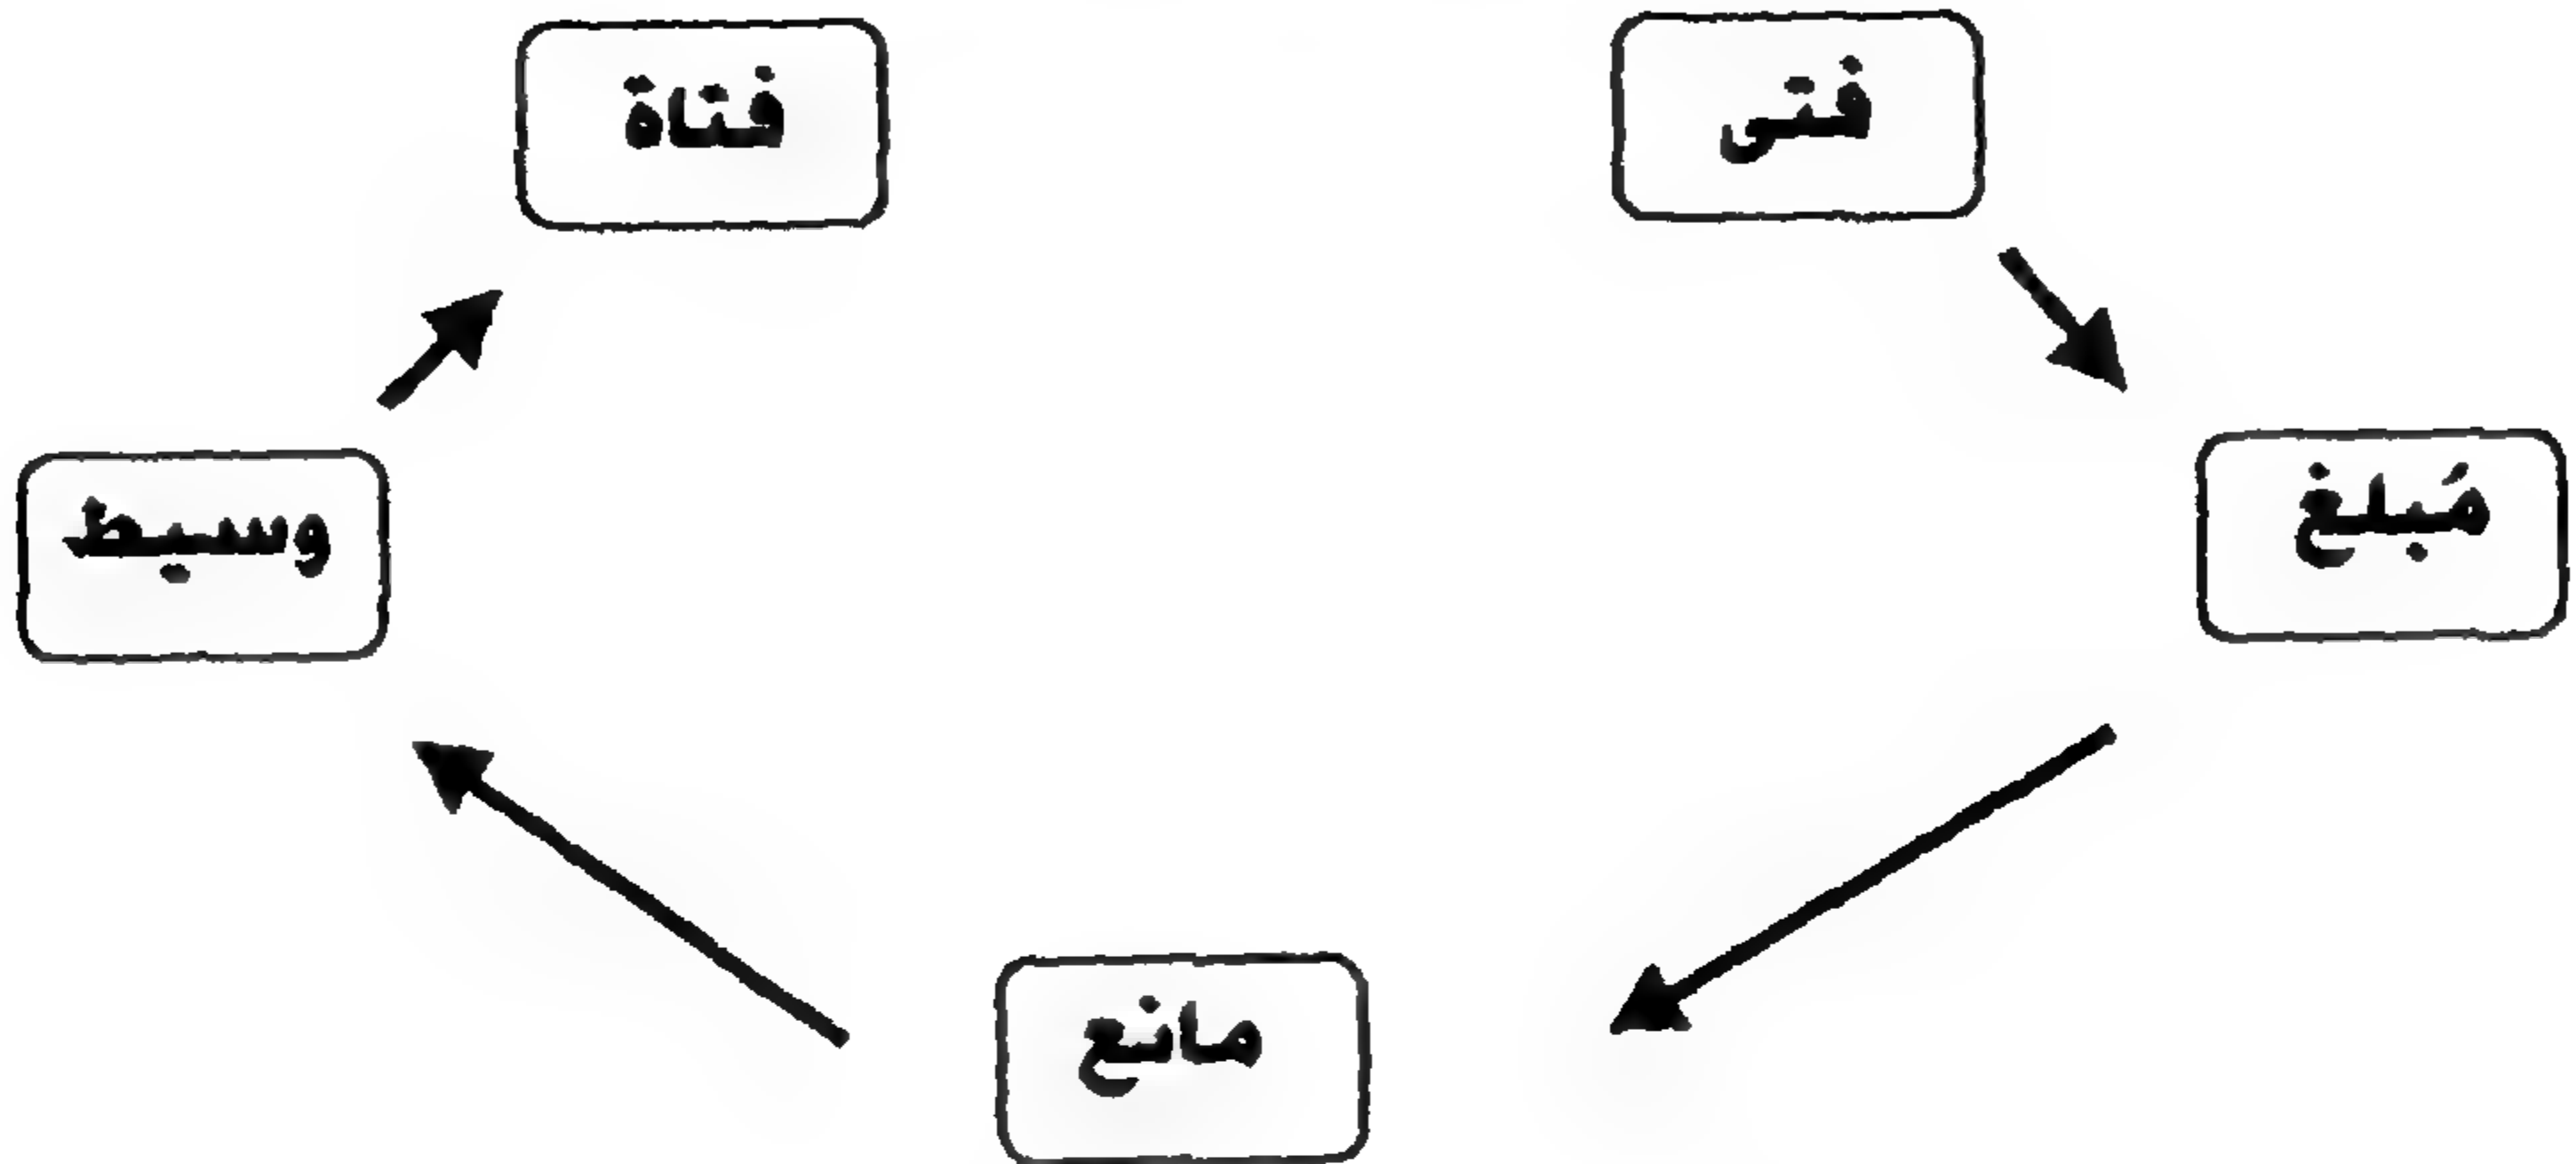 فتى
فتاة
مُبلغ
وسيط
مانع